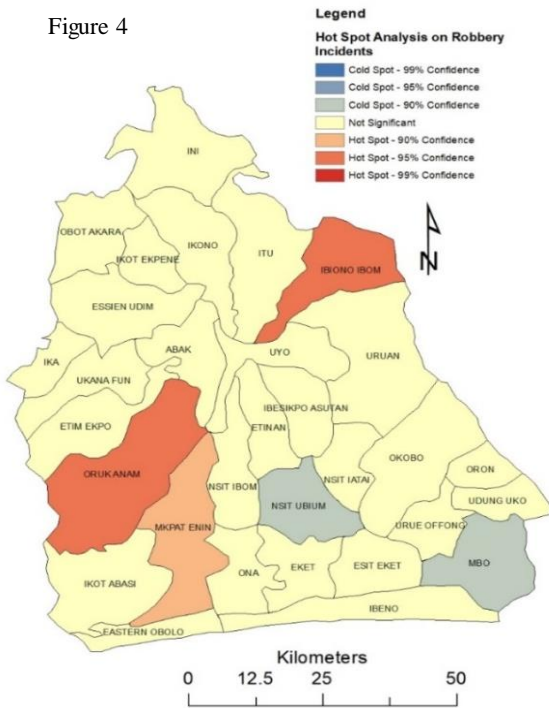 Figure 4
Legend
Hot Spot Analysis on Robbery
Incidents
Cold Spot - 99% Confidence
Cold Spot - 95% Confidence
Cold Spot - 90% Confidence
Not Significant
Hot Spot - 90% Confidence
Hot Spot - 95% Confidence
Hot Spot - 99% Confidence
N
INI
OBOT AKARA
IKOT EKPENE
IKONO
ITU
IBIONO IBOM
ESSIEN UDIM
IKA
ABAK
UYO
URUAN
UKANA FUN
IBESIKPO ASUTAN
ETIM EKPO
ETINAN
OKOBO
ORUK ANAM
NSIT IBOM
NSIT UBIUM
NSIT IATAI
ORON
UDUNG UKO
MKPAT ENIN
URUE OFFONG
IKOT ABASI
ONA
EKET
ESIT EKET
MBO
IBENO
EASTERN OBOLO
Kilometers
0 12.5 25 50